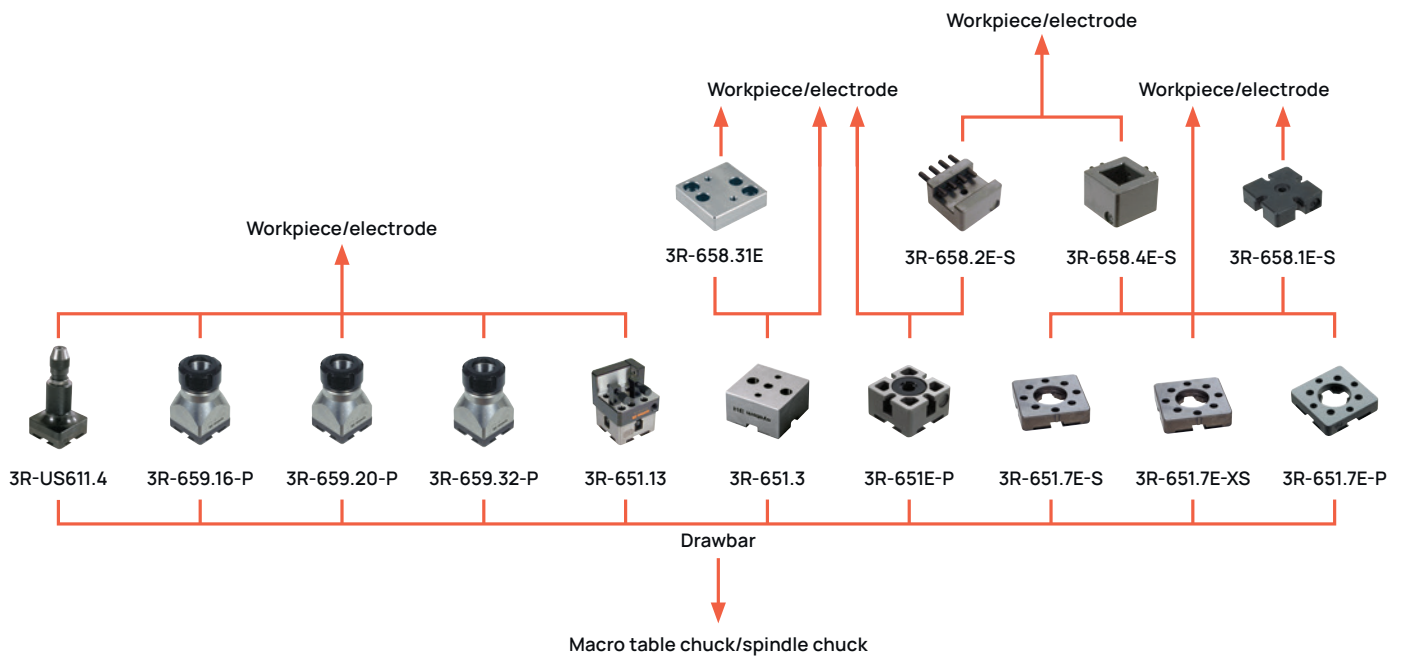 Workpiece/electrode
Workpiece/electrode
Workpiece/electrode
3R-658.31E
3R-658.2E-S
3R-658.4E-S
3R-658.1E-S
Workpiece/electrode
3R-US611.4
3R-659.16-P
3R-659.20-P
3R-659.32-P
3R-651.13
3R-651.3
3R-651E-P
3R-651.7E-S
3R-651.7E-XS
3R-651.7E-P
Drawbar
Macro table chuck/spindle chuck